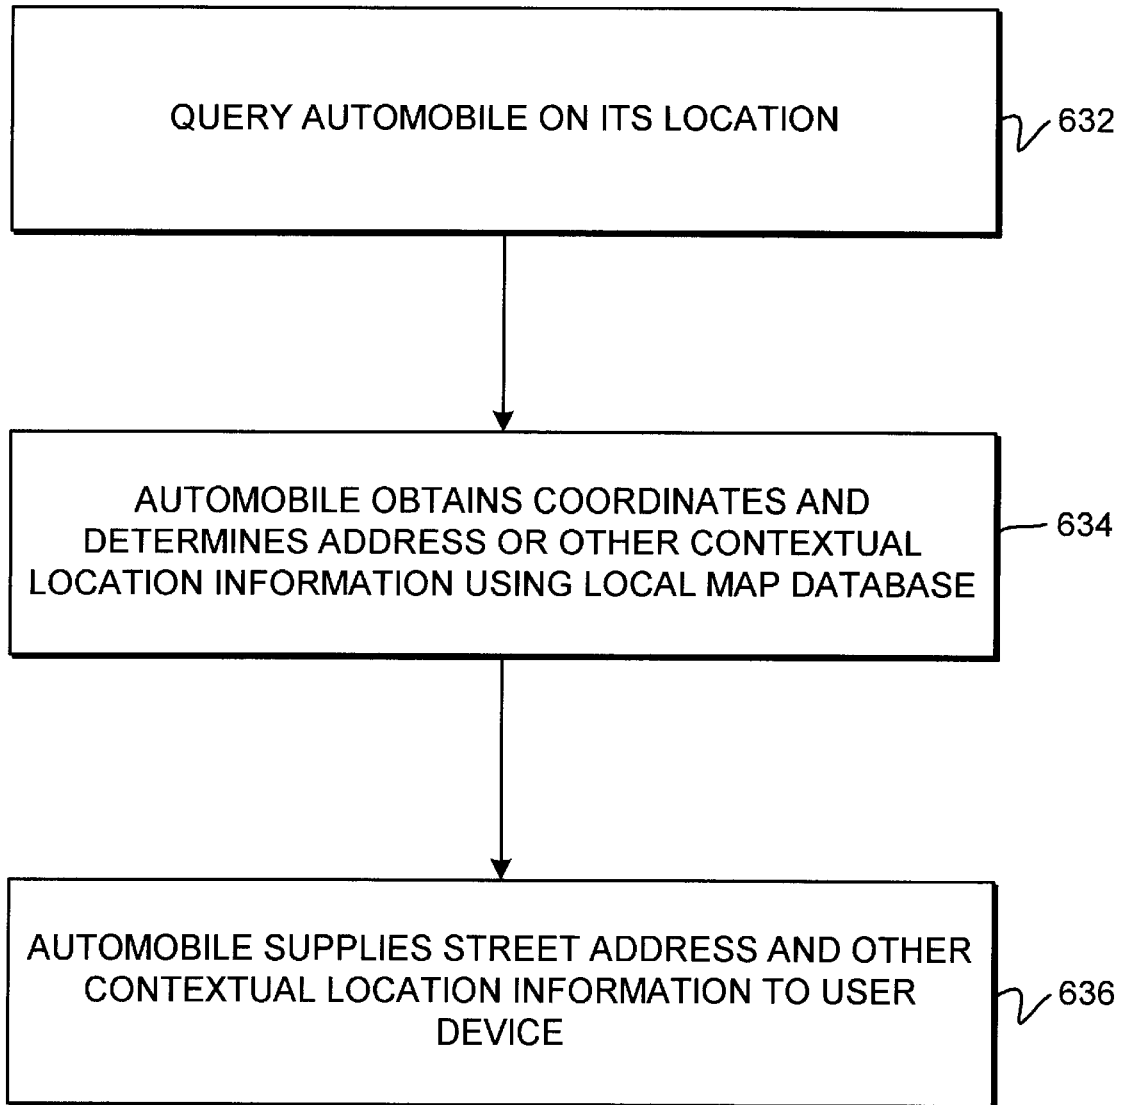 QUERY AUTOMOBILE ON ITS LOCATION
632
AUTOMOBILE OBTAINS COORDINATES AND
DETERMINES ADDRESS OR OTHER CONTEXTUAL
LOCATION INFORMATION USING LOCAL MAP DATABASE
634
AUTOMOBILE SUPPLIES STREET ADDRESS AND OTHER
CONTEXTUAL LOCATION INFORMATION TO USER
DEVICE
636